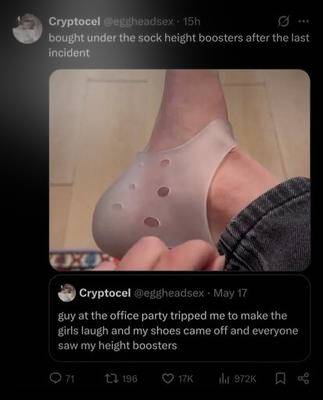 Cryptocel @eggheadsex · 15h
bought under the sock height boosters after the last
incident
Cryptocel @eggheadsex · May 17
guy at the office party tripped me to make the
girls laugh and my shoes came off and everyone
saw my height boosters
71 196 17K 972K